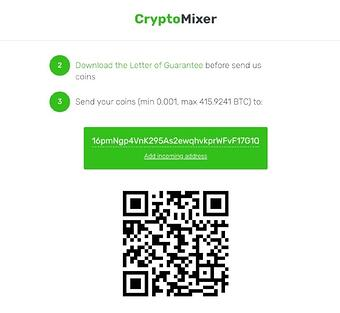 CryptoMixer
2
Download the Letter of Guarantee before send us
coins
3
Send your coins (min 0.001, max 415.9241 BTC) to:
16pmNgp4VnK295As2ewqhvkprWFvF17G1Q
Add incoming address